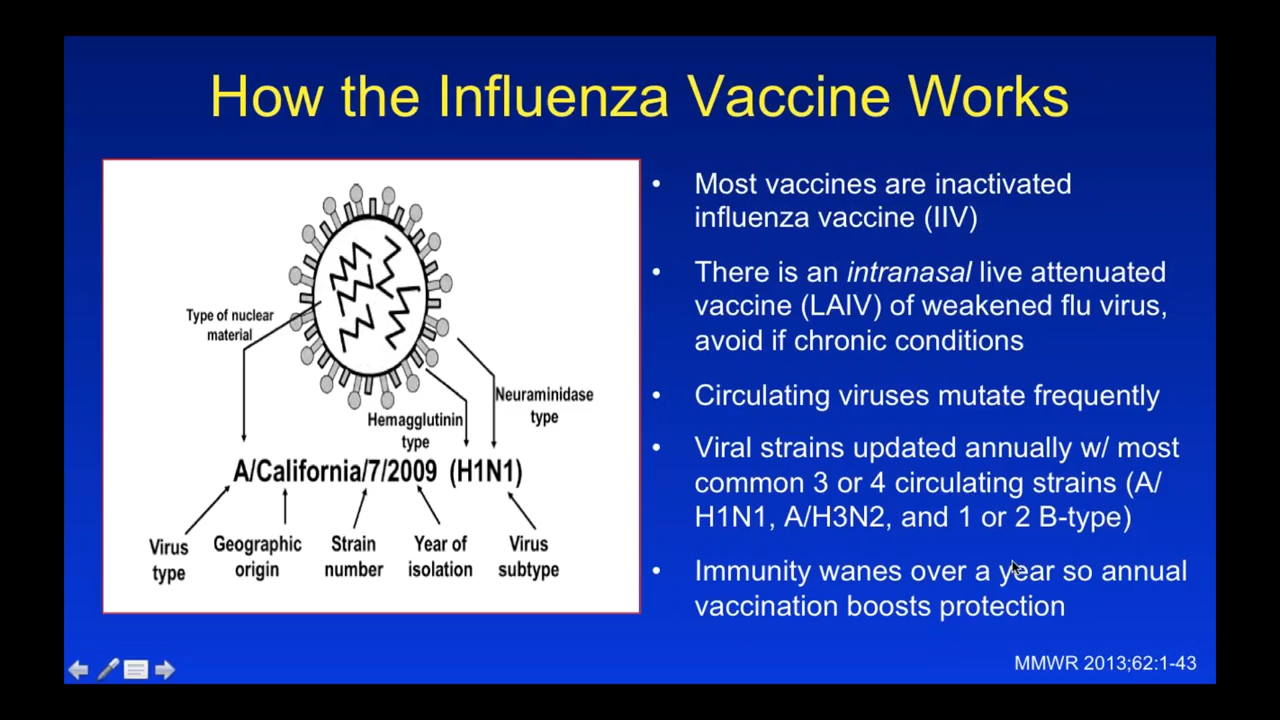 How the Influenza Vaccine Works
Type of nuclear
material
Neuraminidase
type
Hemagglutinin
type
A/California/7/2009 (H1N1)
Virus
type
Geographic
origin
Strain
number
Year of
isolation
Virus
subtype
• Most vaccines are inactivated
influenza vaccine (IIV)
• There is an intranasal live attenuated
vaccine (LAIV) of weakened flu virus,
avoid if chronic conditions
• Circulating viruses mutate frequently
• Viral strains updated annually w/ most
common 3 or 4 circulating strains (A/
H1N1, A/H3N2, and 1 or 2 B-type)
• Immunity wanes over a year so annual
vaccination boosts protection
MMWR 2013;62:1-43